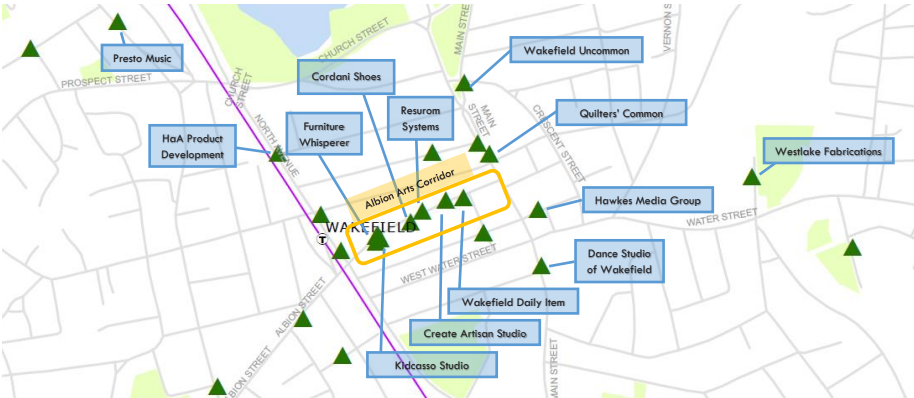 MAIN STRE
VERNON S
CHURCH STREET
Wakefield Uncommon
Presto Music
PROSPECT STREET
Cordani Shoes
CHURCH
STREET
Resurom
Systems
MAIN
STREET
CRESCENT STREET
Quilters' Common
NORTH AVENUE
Furniture
Whisperer
HaA Product
Development
Westlake Fabrications
Albion Arts Corridor
Hawkes Media Group
WATER STREET
WAKEFIELD
T
WEST WATER STREET
Dance Studio
of Wakefield
Wakefield Daily Item
ALBION STREET
Create Artisan Studio
Kidcasso Studio
BION STREET
MAIN STREET